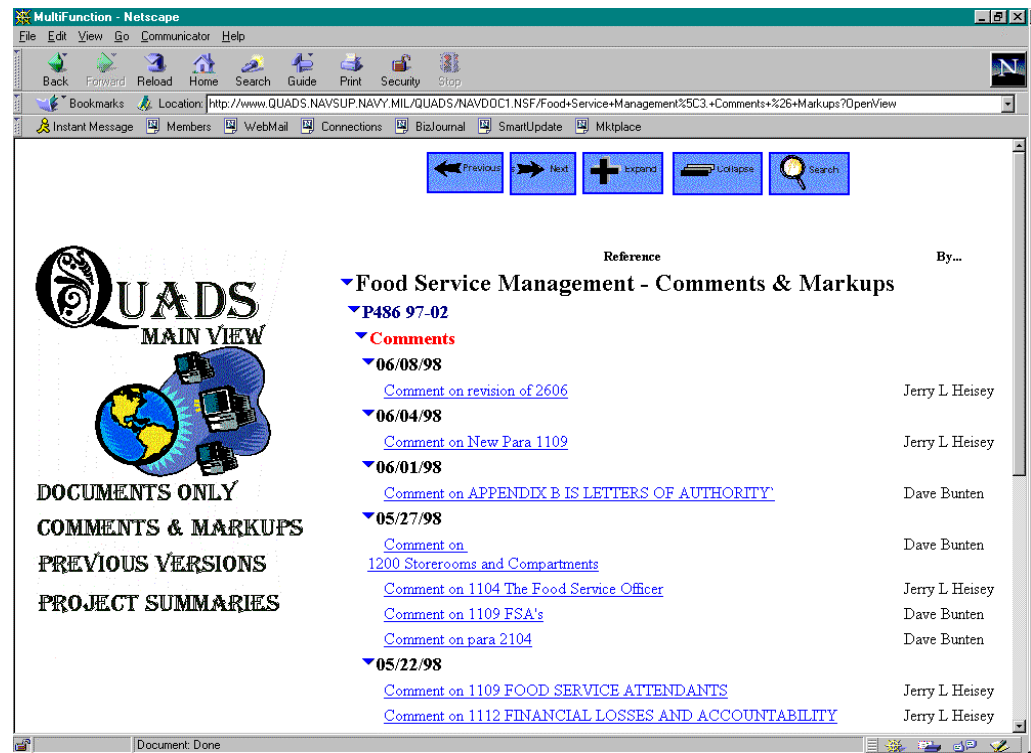 MultiFunction - Netscape
File Edit View Go Communicator Help
Back Forward Reload Home Search Guide Print Security Stop
N
Bookmarks Location: http://www.QUADS.NAVSUP.NAVY.MIL/QUADS/NAVDOC1.NSF/Food+Service+Management%5C3.+Comments+%26+Markups?OpenView
Instant Message Members WebMail Connections BizJournal SmartUpdate Mktplace
Previous s Next Expand Collapse Search
Reference By...
QUADS
MAIN VIEW
DOCUMENTS ONLY
COMMENTS & MARKUPS
PREVIOUS VERSIONS
PROJECT SUMMARIES
Food Service Management - Comments & Markups
P486 97-02
Comments
06/08/98
Comment on revision of 2606 Jerry L Heisey
06/04/98
Comment on New Para 1109 Jerry L Heisey
06/01/98
Comment on APPENDIX B IS LETTERS OF AUTHORITY` Dave Bunten
05/27/98
Comment on Dave Bunten
1200 Storerooms and Compartments
Comment on 1104 The Food Service Officer Jerry L Heisey
Comment on 1109 FSA's Dave Bunten
Comment on para 2104 Dave Bunten
05/22/98
Comment on 1109 FOOD SERVICE ATTENDANTS Jerry L Heisey
Comment on 1112 FINANCIAL LOSSES AND ACCOUNTABILITY Jerry L Heisey
Document: Done